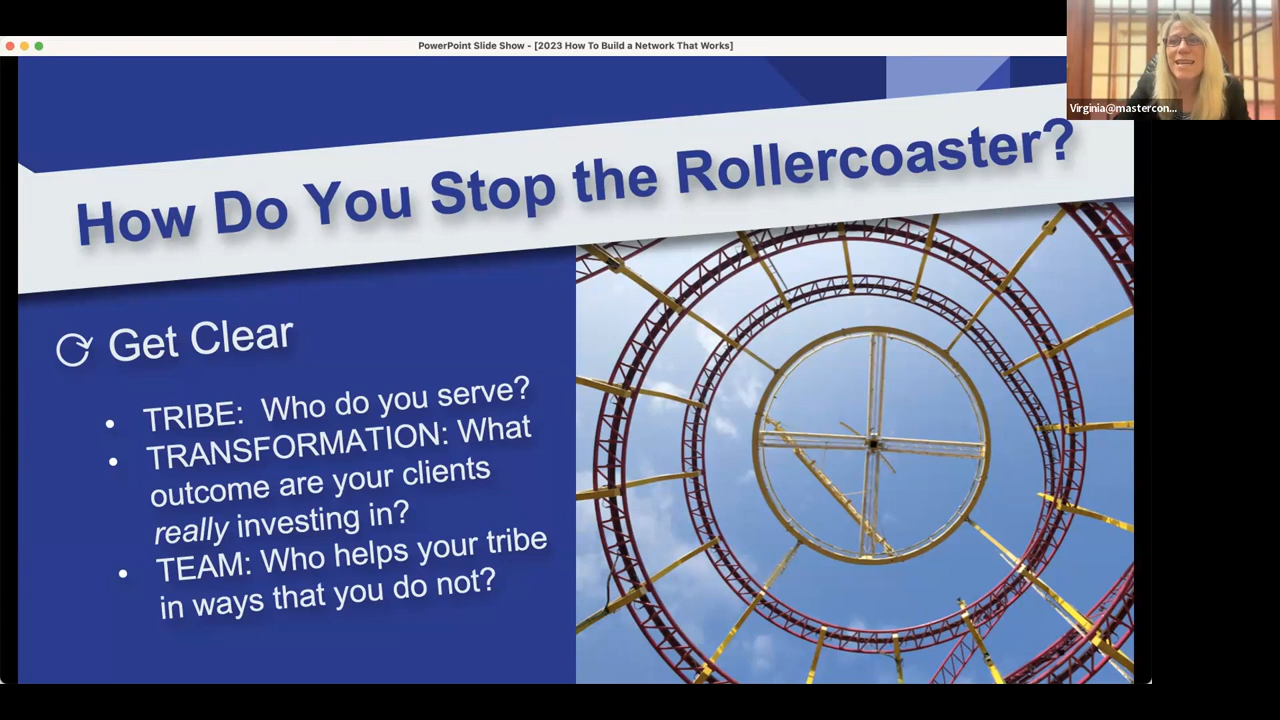 PowerPoint Slide Show - [2023 How To Build a Network That Works]
Virginia@mastercon...
How Do You Stop the Rollercoaster?
Get Clear
• TRIBE: Who do you serve?
• TRANSFORMATION: What
outcome are your clients
really investing in?
• TEAM: Who helps your tribe
in ways that you do not?